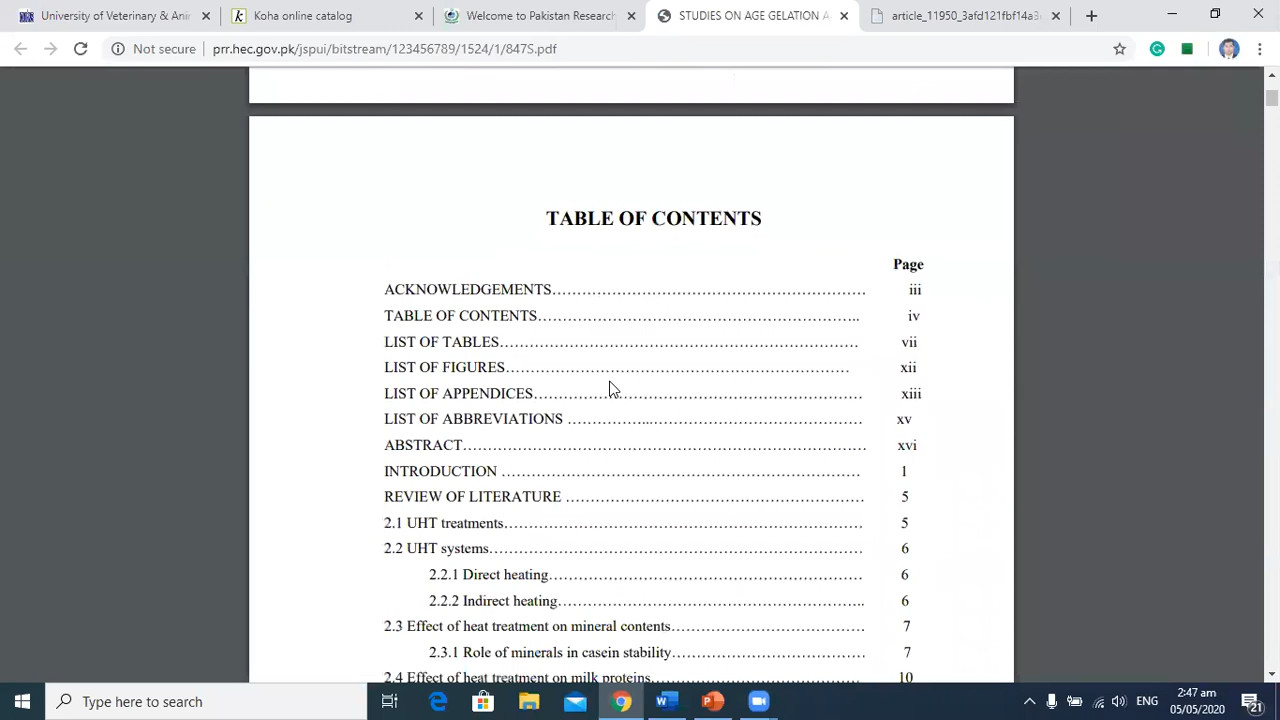 University of Veterinary & Anir
Koha online catalog
Welcome to Pakistan Research
STUDIES ON AGE GELATION A
article_11950_3afd121fbf14a3c
Not secure
prr.hec.gov.pk/jspui/bitstream/123456789/1524/1/847S.pdf
TABLE OF CONTENTS
Page
ACKNOWLEDGEMENTS………………………………………………………… iii
TABLE OF CONTENTS………………………………………………………….. iv
LIST OF TABLES………………………………………………………………… vii
LIST OF FIGURES……………………………………………………………… xii
LIST OF APPENDICES………………………………………………………… xiii
LIST OF ABBREVIATIONS ……………...…………………………………… xv
ABSTRACT……………………………………………………………………… xvi
INTRODUCTION ……………………………………………………………… 1
REVIEW OF LITERATURE ………………………………………………… 5
2.1 UHT treatments……………………………………………………………… 5
2.2 UHT systems………………………………………………………………… 6
2.2.1 Direct heating………………………………………………………… 6
2.2.2 Indirect heating……………………………………………………….. 6
2.3 Effect of heat treatment on mineral contents………………………………… 7
2.3.1 Role of minerals in casein stability………………………………… 7
2.4 Effect of heat treatment on milk proteins…………………………………… 10
Type here to search
ENG
2:47 am
05/05/2020
21